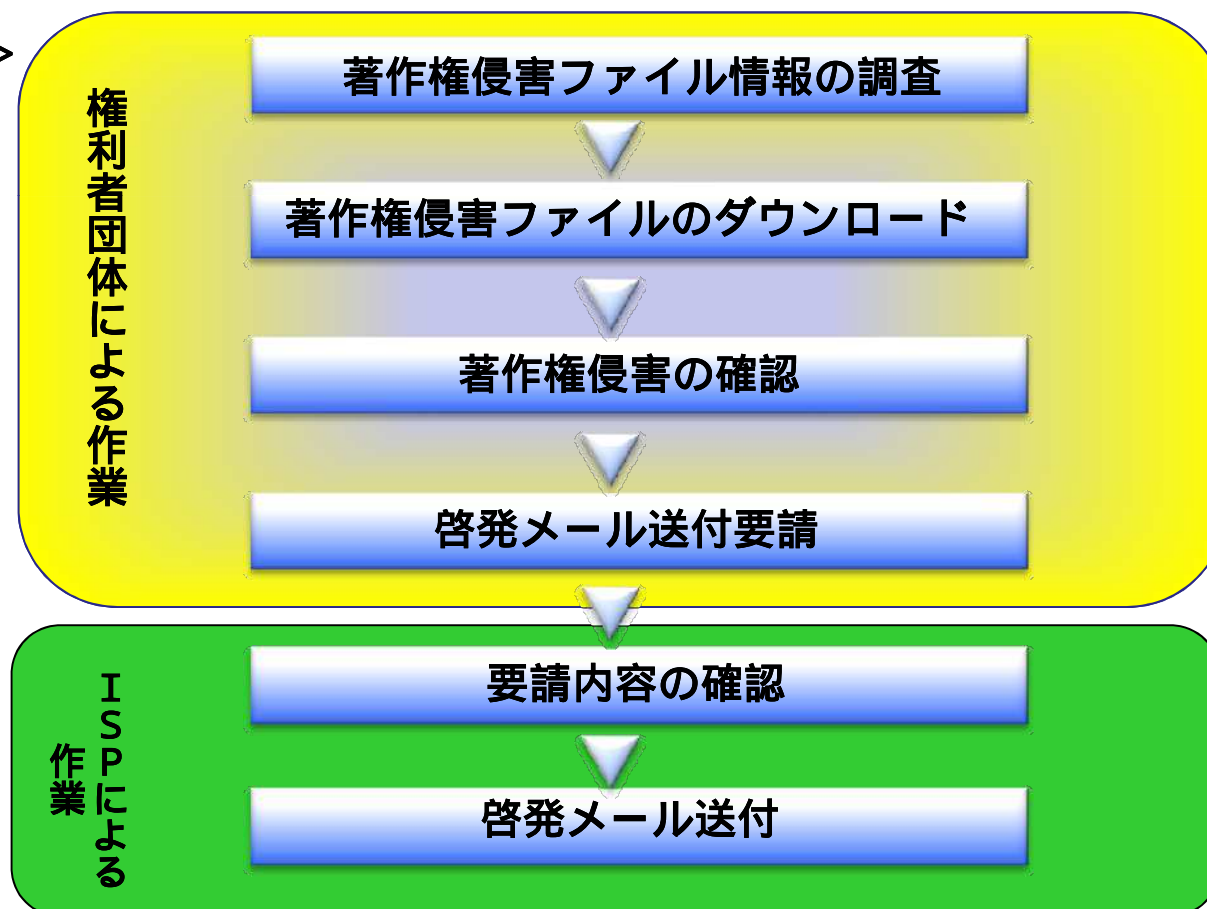 >
権利者団体による作業
著作権侵害ファイル情報の調査
著作権侵害ファイルのダウンロード
著作権侵害の確認
啓発メール送付要請
ＩＳＰによる
作業
要請内容の確認
啓発メール送付